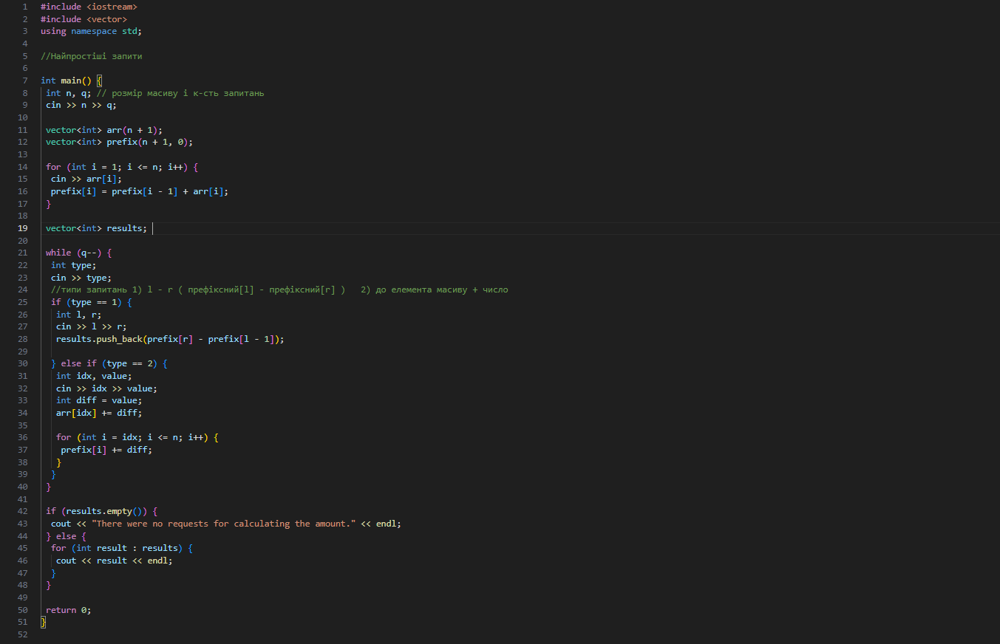 1 #include <iostream>
2 #include <vector>
3 using namespace std;
4
5 //Найпростіші запити
6
7 int main() {
8 int n, q; // розмір масиву і к-сть запитань
9 cin >> n >> q;
10
11 vector<int> arr(n + 1);
12 vector<int> prefix(n + 1, 0);
13
14 for (int i = 1; i <= n; i++) {
15 cin >> arr[i];
16 prefix[i] = prefix[i - 1] + arr[i];
17 }
18
19 vector<int> results;
20
21 while (q--) {
22 int type;
23 cin >> type;
24 //типи запитань 1) l - r ( префіксний[l] - префіксний[r] )   2) до елемента масиву + число
25 if (type == 1) {
26 int l, r;
27 cin >> l >> r;
28 results.push_back(prefix[r] - prefix[l - 1]);
29
30 } else if (type == 2) {
31 int idx, value;
32 cin >> idx >> value;
33 int diff = value;
34 arr[idx] += diff;
35
36 for (int i = idx; i <= n; i++) {
37 prefix[i] += diff;
38 }
39 }
40 }
41
42 if (results.empty()) {
43 cout << "There were no requests for calculating the amount." << endl;
44 } else {
45 for (int result : results) {
46 cout << result << endl;
47 }
48 }
49
50 return 0;
51 }
52